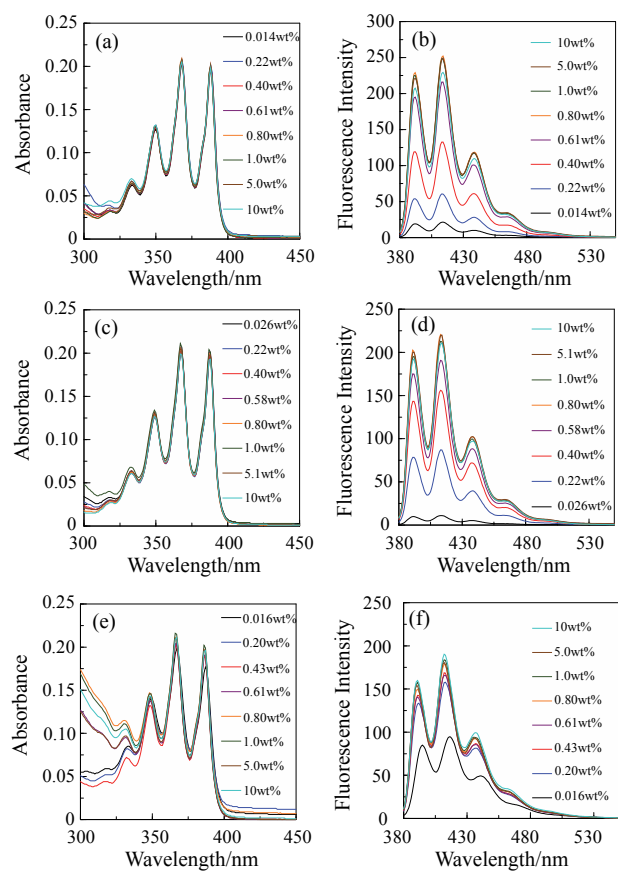 (a)
0.014wt%
0.22wt%
0.40wt%
0.61wt%
0.80wt%
1.0wt%
5.0wt%
10wt%
Absorbance
0.20
0.15
0.10
0.05
0
300 350 400 450
Wavelength/nm
(b)
10wt%
5.0wt%
1.0wt%
0.80wt%
0.61wt%
0.40wt%
0.22wt%
0.014wt%
Fluorescence Intensity
300
250
200
150
100
50
0
380 430 480 530
Wavelength/nm
(c)
0.026wt%
0.22wt%
0.40wt%
0.58wt%
0.80wt%
1.0wt%
5.1wt%
10wt%
Absorbance
0.25
0.20
0.15
0.10
0.05
0
300 350 400 450
Wavelength/nm
(d)
10wt%
5.1wt%
1.0wt%
0.80wt%
0.58wt%
0.40wt%
0.22wt%
0.026wt%
Fluorescence Intensity
250
200
150
100
50
0
380 430 480 530
Wavelength/nm
(e)
0.016wt%
0.20wt%
0.43wt%
0.61wt%
0.80wt%
1.0wt%
5.0wt%
10wt%
Absorbance
0.25
0.20
0.15
0.10
0.05
0
300 350 400 450
Wavelength/nm
(f)
10wt%
5.0wt%
1.0wt%
0.80wt%
0.61wt%
0.43wt%
0.20wt%
0.016wt%
Fluorescence Intensity
250
200
150
100
50
0
380 430 480 530
Wavelength/nm